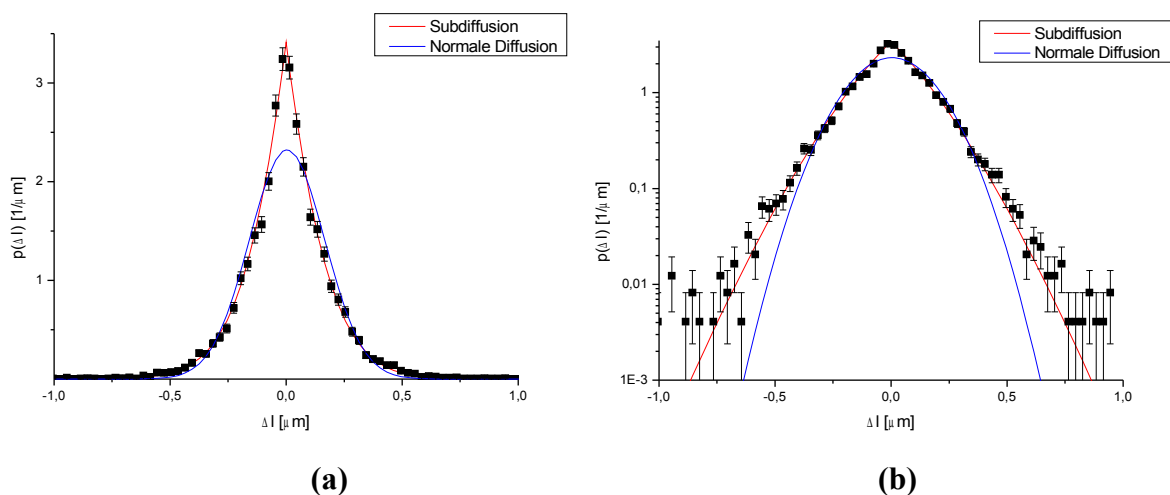 Subdiffusion
Normale Diffusion
p(Δ l) [1/μ m]
3
2
1
-1,0
-0,5
0,0
0,5
1,0
Δ l [μ m]
(a)
Subdiffusion
Normale Diffusion
p(Δ l) [1/μ m]
1
0,1
0,01
1E-3
-1,0
-0,5
0,0
0,5
1,0
Δ l [μ m]
(b)